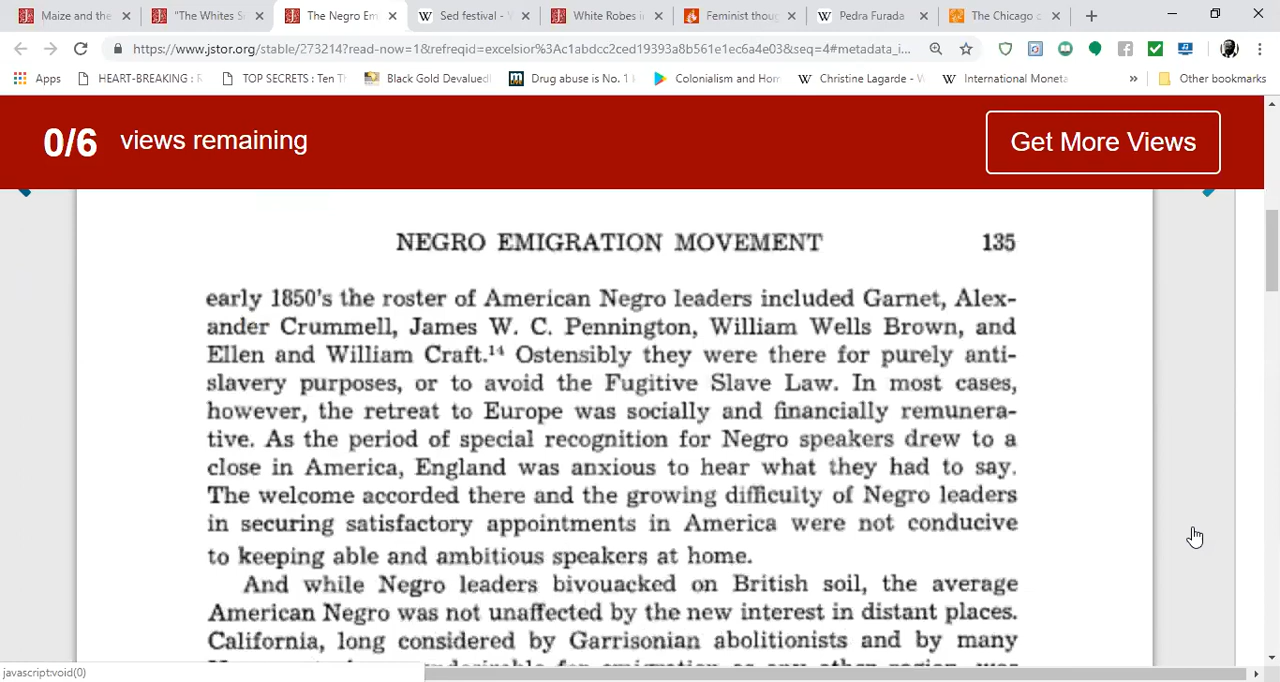 Maize and the
"The Whites S
The Negro Em
Sed festival - V
White Robes i
Feminist thou
Pedra Furada
The Chicago c
https://www.jstor.org/stable/273214?read-now=1&refreqid=excelsior%3Ac1abdcc2ced19393a8b561e1ec6a4e03&seq=4#metadata_i...
Apps
HEART-BREAKING : R
TOP SECRETS : Ten Th
Black Gold Devalued
Drug abuse is No. 1
Colonialism and Hom
Christine Lagarde - W
International Moneta
»
Other bookmarks
0/6 views remaining
Get More Views
NEGRO EMIGRATION MOVEMENT 135
early 1850's the roster of American Negro leaders included Garnet, Alex-
ander Crummell, James W. C. Pennington, William Wells Brown, and
Ellen and William Craft.¹⁴ Ostensibly they were there for purely anti-
slavery purposes, or to avoid the Fugitive Slave Law. In most cases,
however, the retreat to Europe was socially and financially remunera-
tive. As the period of special recognition for Negro speakers drew to a
close in America, England was anxious to hear what they had to say.
The welcome accorded there and the growing difficulty of Negro leaders
in securing satisfactory appointments in America were not conducive
to keeping able and ambitious speakers at home.
And while Negro leaders bivouacked on British soil, the average
American Negro was not unaffected by the new interest in distant places.
California, long considered by Garrisonian abolitionists and by many
javascript:void(0)